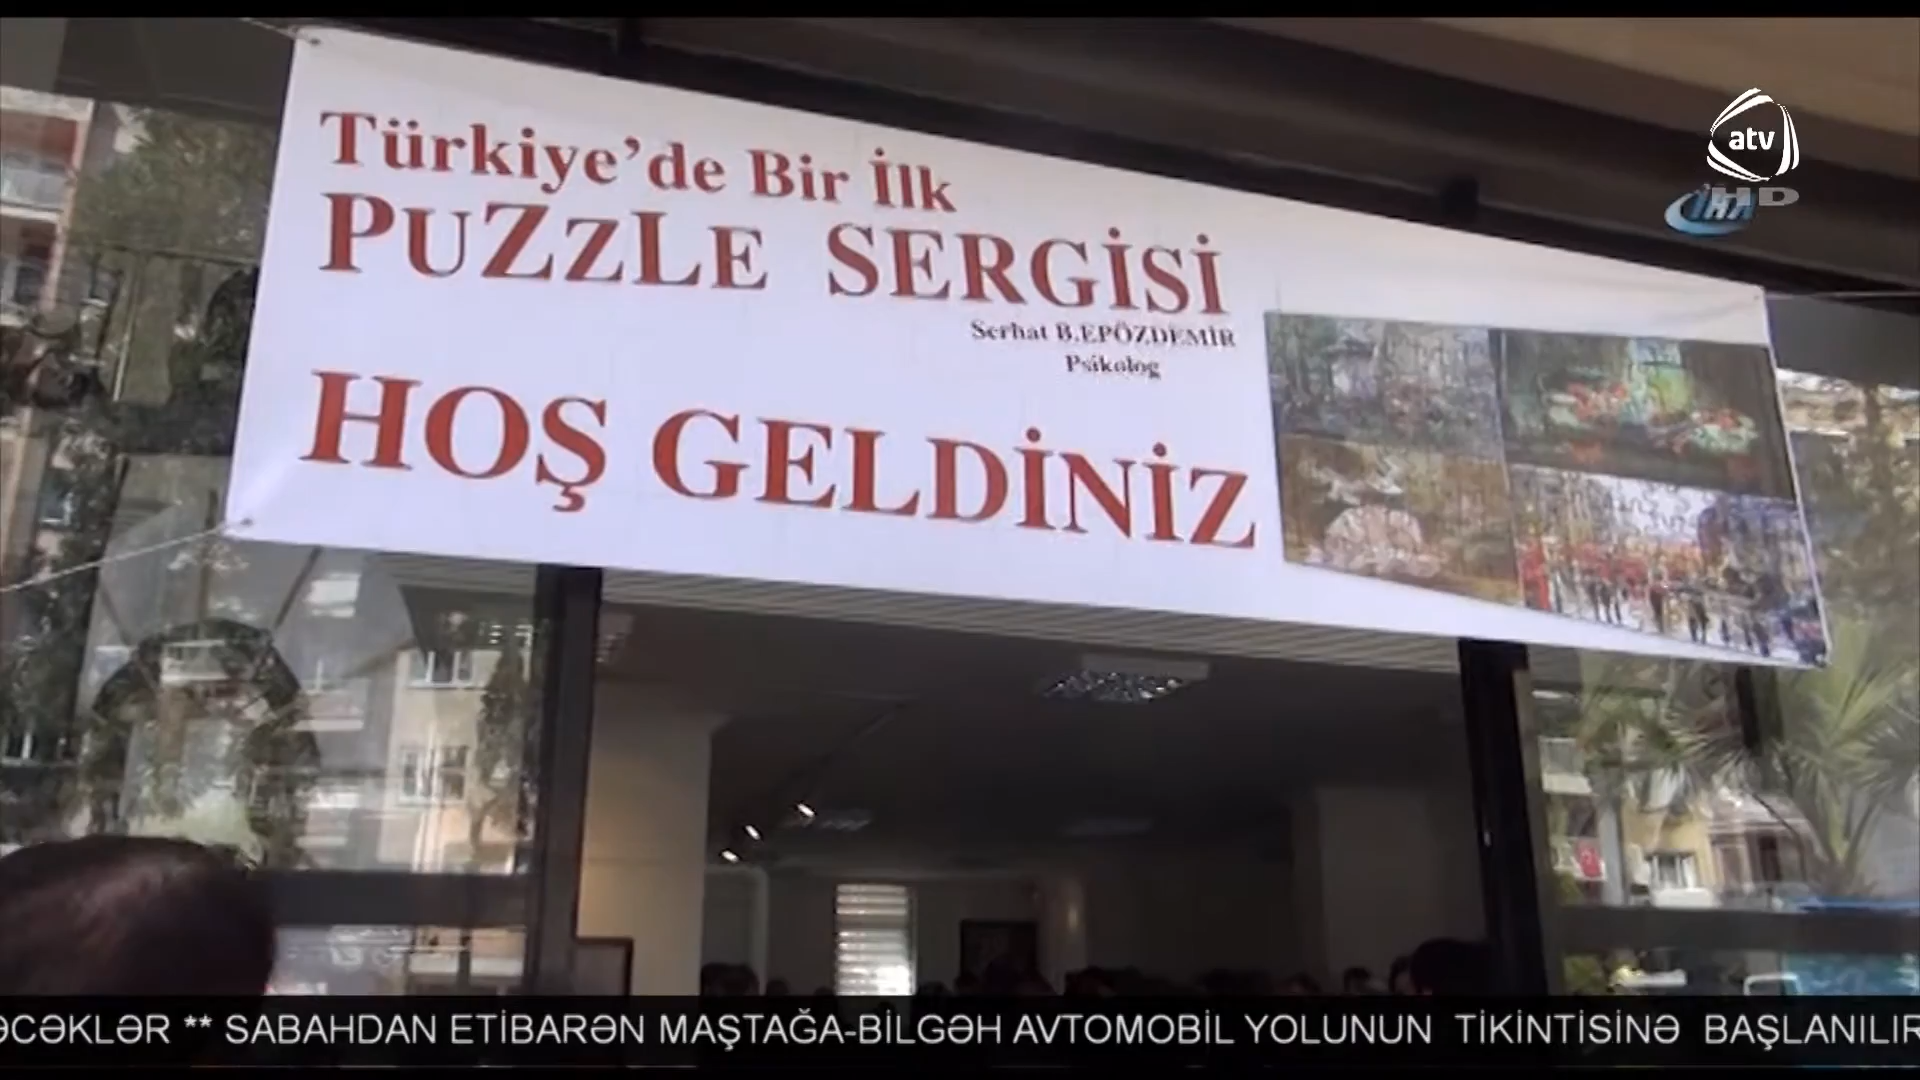 Türkiye'de Bir İlk
PUZZLE SERGİSİ
Serhat B.EPÖZDEMİR
Psikolog
HOŞ GELDİNİZ
atv
HD
İHA
ƏCƏKLƏR ** SABAHDAN ETİBARƏN MAŞTAĞA-BİLGƏH AVTOMOBİL YOLUNUN TİKİNTİSİNƏ BAŞLANILIR